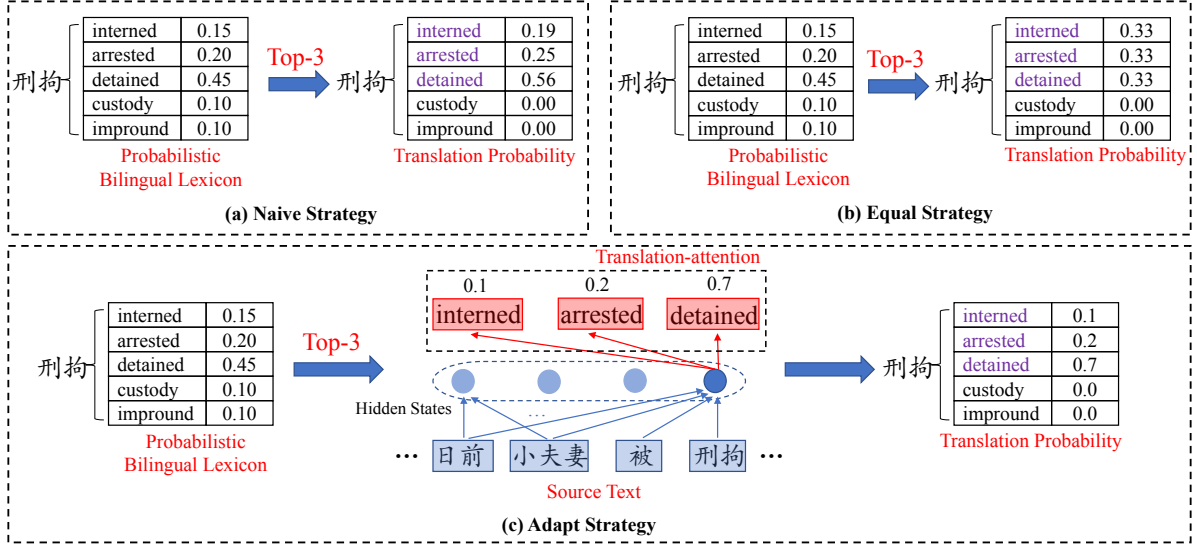 刑拘
interned 0.15
arrested 0.20
detained 0.45
custody 0.10
impround 0.10
Probabilistic
Bilingual Lexicon
Top-3
刑拘
interned 0.19
arrested 0.25
detained 0.56
custody 0.00
impround 0.00
Translation Probability
(a) Naive Strategy
刑拘
interned 0.15
arrested 0.20
detained 0.45
custody 0.10
impround 0.10
Probabilistic
Bilingual Lexicon
Top-3
刑拘
interned 0.33
arrested 0.33
detained 0.33
custody 0.00
impround 0.00
Translation Probability
(b) Equal Strategy
刑拘
interned 0.15
arrested 0.20
detained 0.45
custody 0.10
impround 0.10
Probabilistic
Bilingual Lexicon
Top-3
Translation-attention
0.1 0.2 0.7
interned arrested detained
Hidden States
...
... 日前 小夫妻 被 刑拘 ...
Source Text
刑拘
interned 0.1
arrested 0.2
detained 0.7
custody 0.0
impround 0.0
Translation Probability
(c) Adapt Strategy